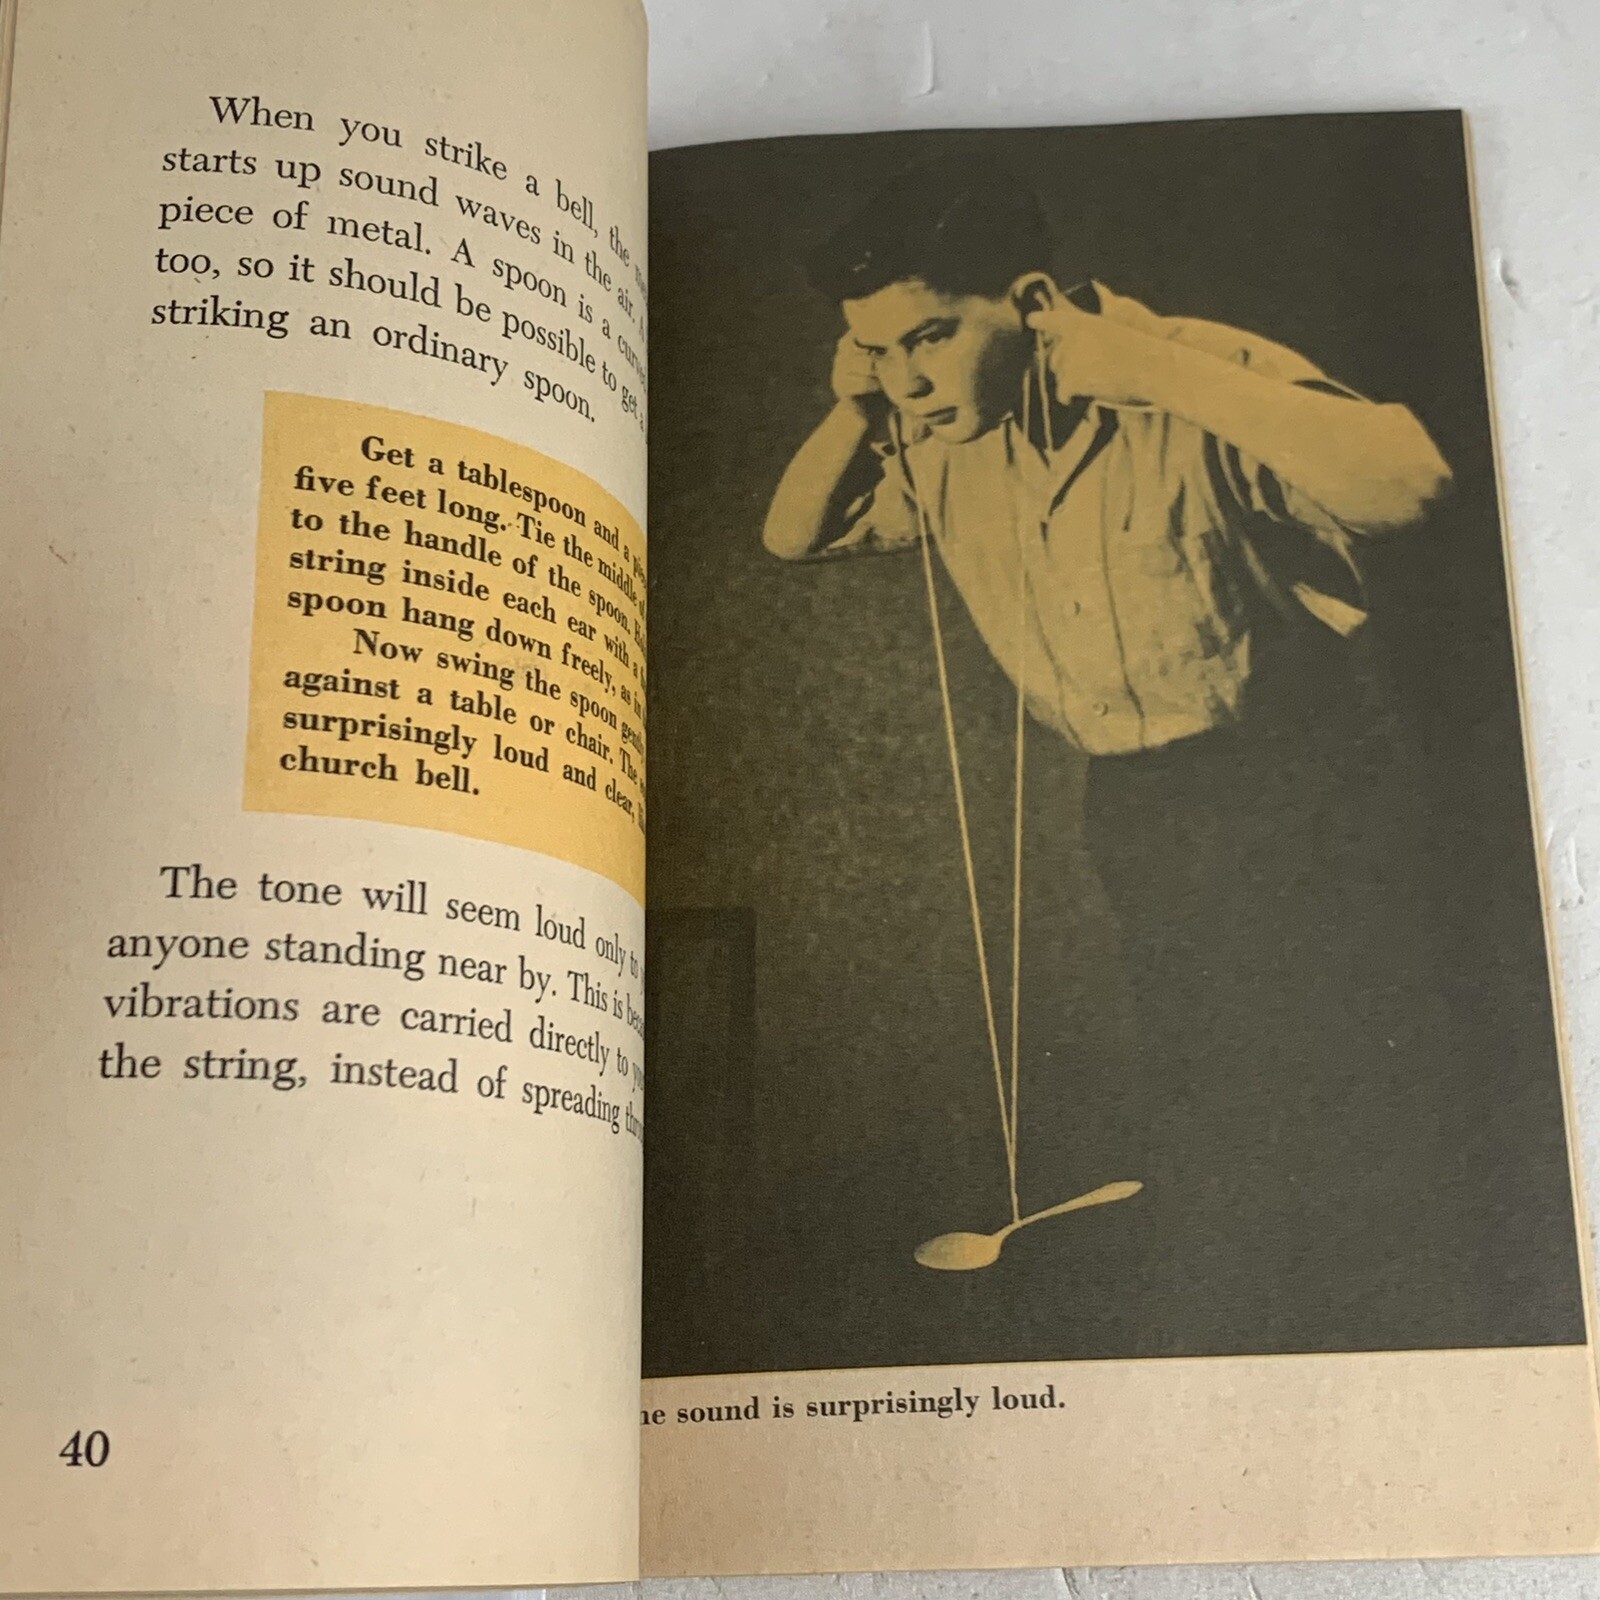 When you strike a bell, the
starts up sound waves in the air. A
piece of metal. A spoon is a curved
too, so it should be possible to get a
striking an ordinary spoon.
Get a tablespoon and a
five feet long. Tie the middle of
to the handle of the spoon.
string inside each ear with a
spoon hang down freely, as in
Now swing the spoon
against a table or chair. The
surprisingly loud and clear,
church bell.
The tone will seem loud only to
anyone standing near by. This is
vibrations are carried directly to
the string, instead of spreading
40
sound is surprisingly loud.